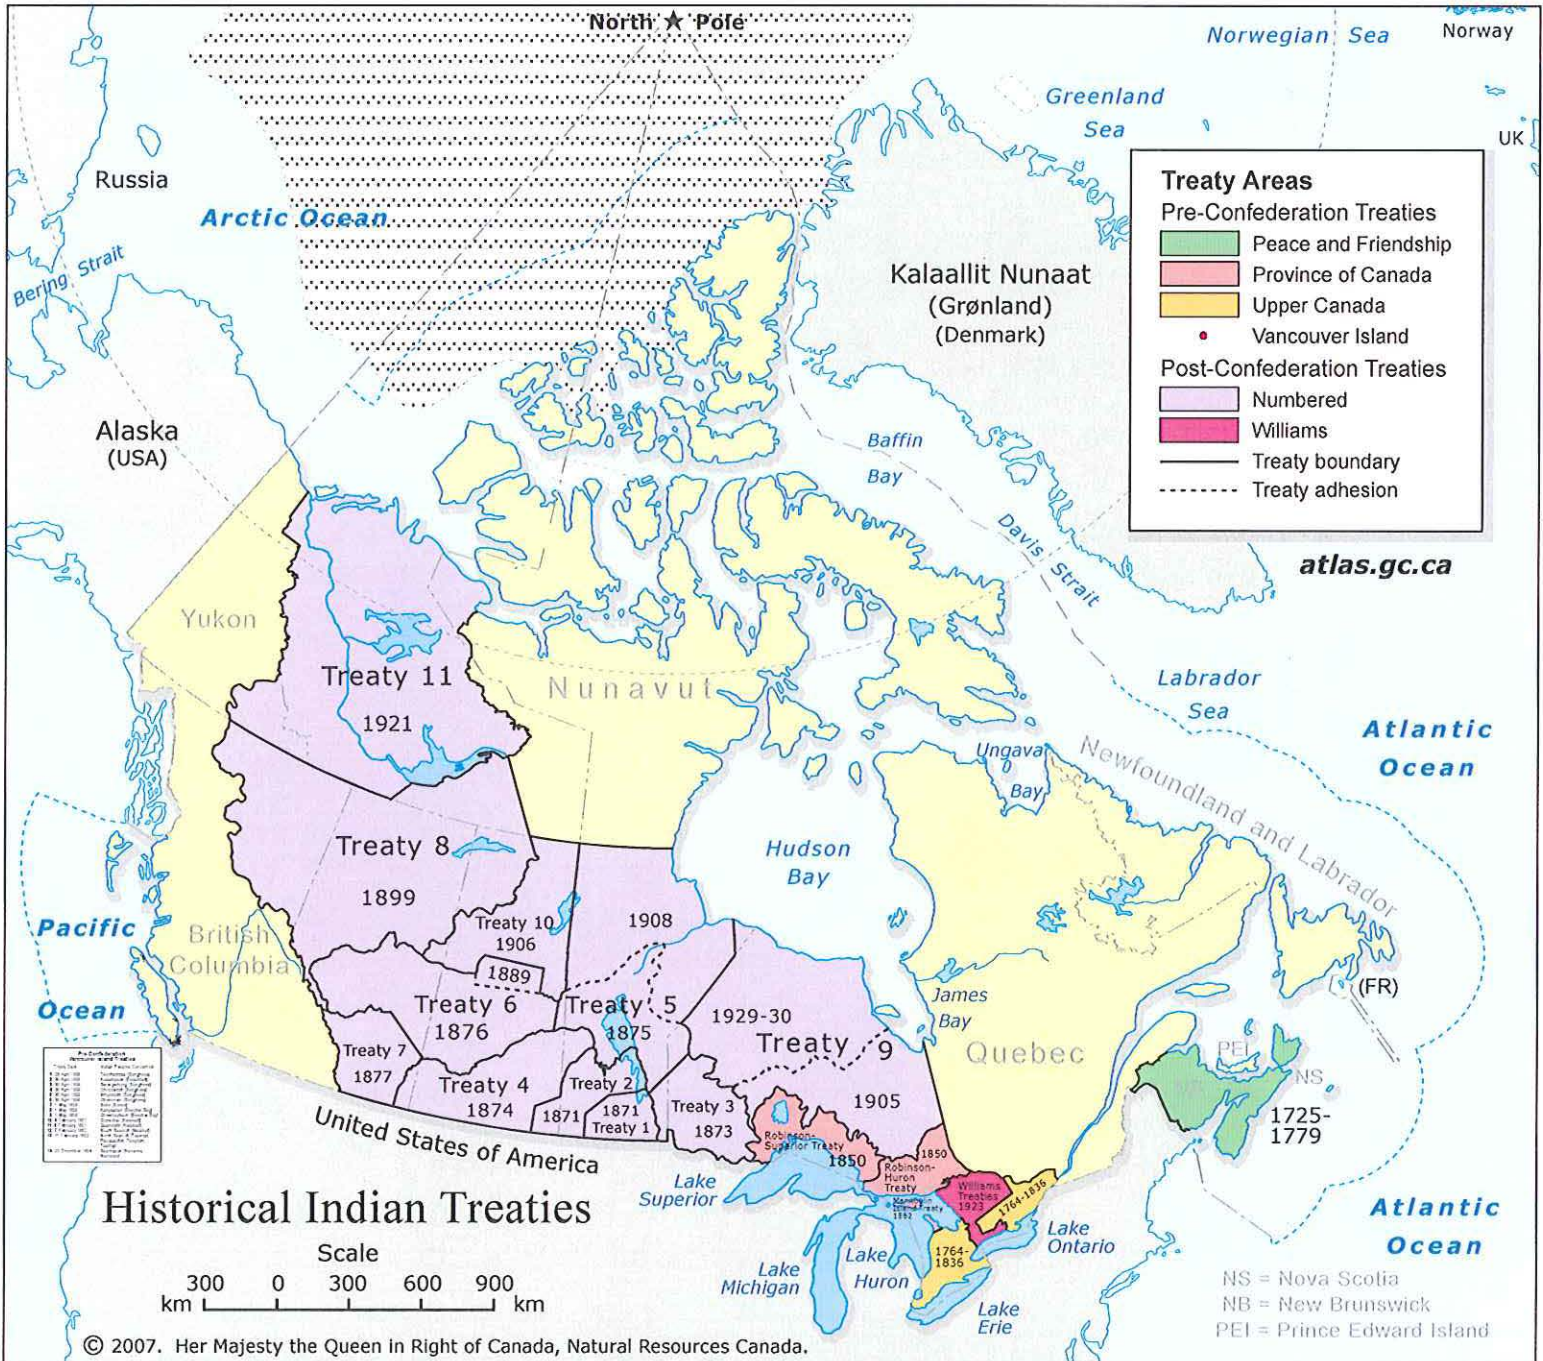 North ★ Pole
Norwegian Sea
Norway
Greenland
Sea
UK
Russia
Arctic Ocean
Bering Strait
Treaty Areas
Pre-Confederation Treaties
Peace and Friendship
Province of Canada
Upper Canada
Vancouver Island
Post-Confederation Treaties
Numbered
Williams
Treaty boundary
Treaty adhesion
Kalaallit Nunaat
(Grønland)
(Denmark)
Alaska
(USA)
Baffin
Bay
Davis Strait
atlas.gc.ca
Yukon
Treaty 11
1921
Nunavut
Labrador
Sea
Atlantic
Ocean
Ungava
Bay
Newfoundland and Labrador
Treaty 8
1899
Hudson
Bay
Pacific
Ocean
British
Columbia
Treaty 10
1906
1908
1889
Treaty 6
1876
Treaty 5
1875
1929-30
Treaty 9
1905
James
Bay
Quebec
(FR)
PEI
NB
NS
1725-
1779
Treaty 7
1877
Treaty 4
1874
Treaty 2
1871
1871
Treaty 1
Treaty 3
1873
Robinson-
Superior Treaty
1850
1850
Robinson-
Huron
Treaty
Williams
Treaties
1923
1764-1836
1764-
1836
United States of America
Lake
Superior
Lake
Michigan
Lake
Huron
Lake
Ontario
Lake
Erie
Atlantic
Ocean
Historical Indian Treaties
Scale
300 0 300 600 900
km km
NS = Nova Scotia
NB = New Brunswick
PEI = Prince Edward Island
© 2007. Her Majesty the Queen in Right of Canada, Natural Resources Canada.